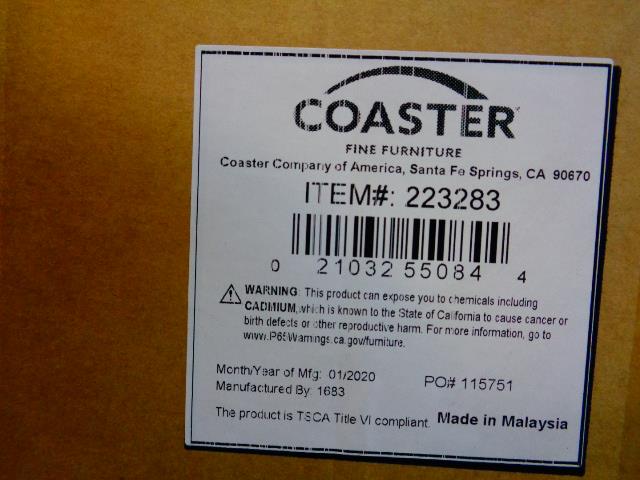 COASTER
FINE FURNITURE
Coaster Company of America, Santa Fe Springs, CA 90670
ITEM#: 223283
0 21032 55084 4
WARNING: This product can expose you to chemicals including
CADMIUM,which is known to the State of California to cause cancer or
birth defects or other reproductive harm. For more information, go to
www.P65Warnings.ca.gov/furniture.
Month/Year of Mfg: 01/2020
Manufactured By: 1683
PO# 115751
The product is TSCA Title VI compliant. Made in Malaysia